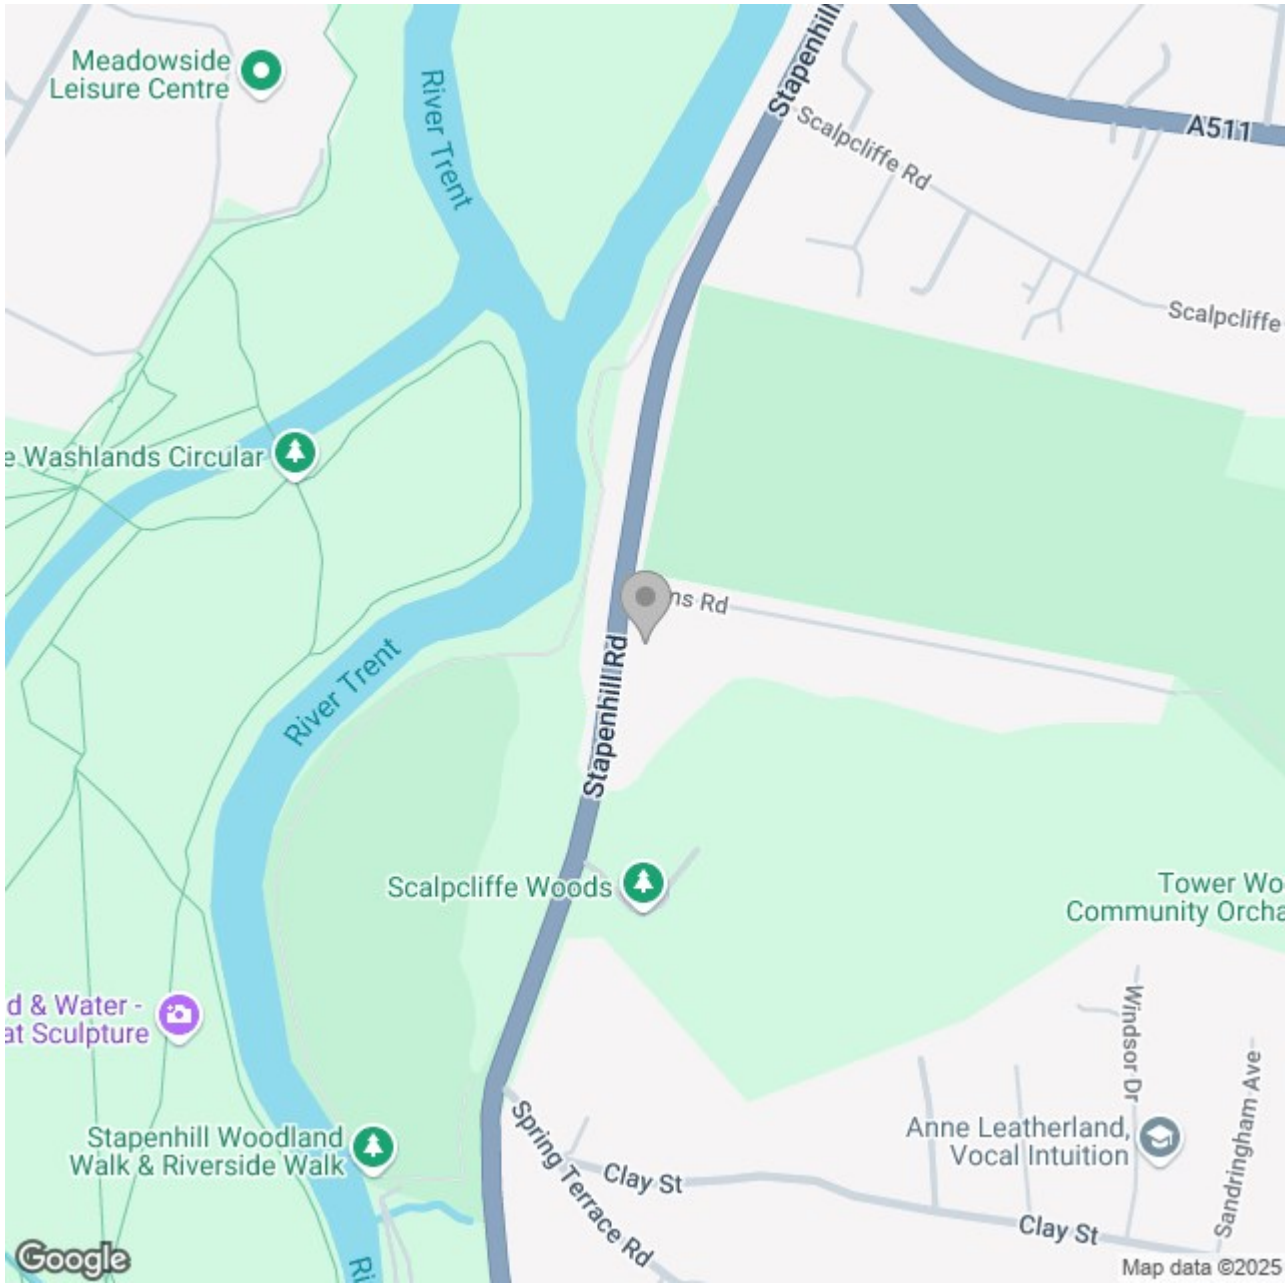 Meadowside
Leisure Centre
River Trent
Stapenhill
Scalpcliffe Rd
A511
Scalpcliffe
e Washlands Circular
ns Rd
River Trent
Stapenhill Rd
Scalpcliffe Woods
Tower Wo
Community Orcha
d & Water -
at Sculpture
Windsor Dr
Sandringham Ave
Anne Leatherland,
Vocal Intuition
Stapenhill Woodland
Walk & Riverside Walk
Spring Terrace Rd
Clay St
Clay St
Ri
Google
Map data ©2025